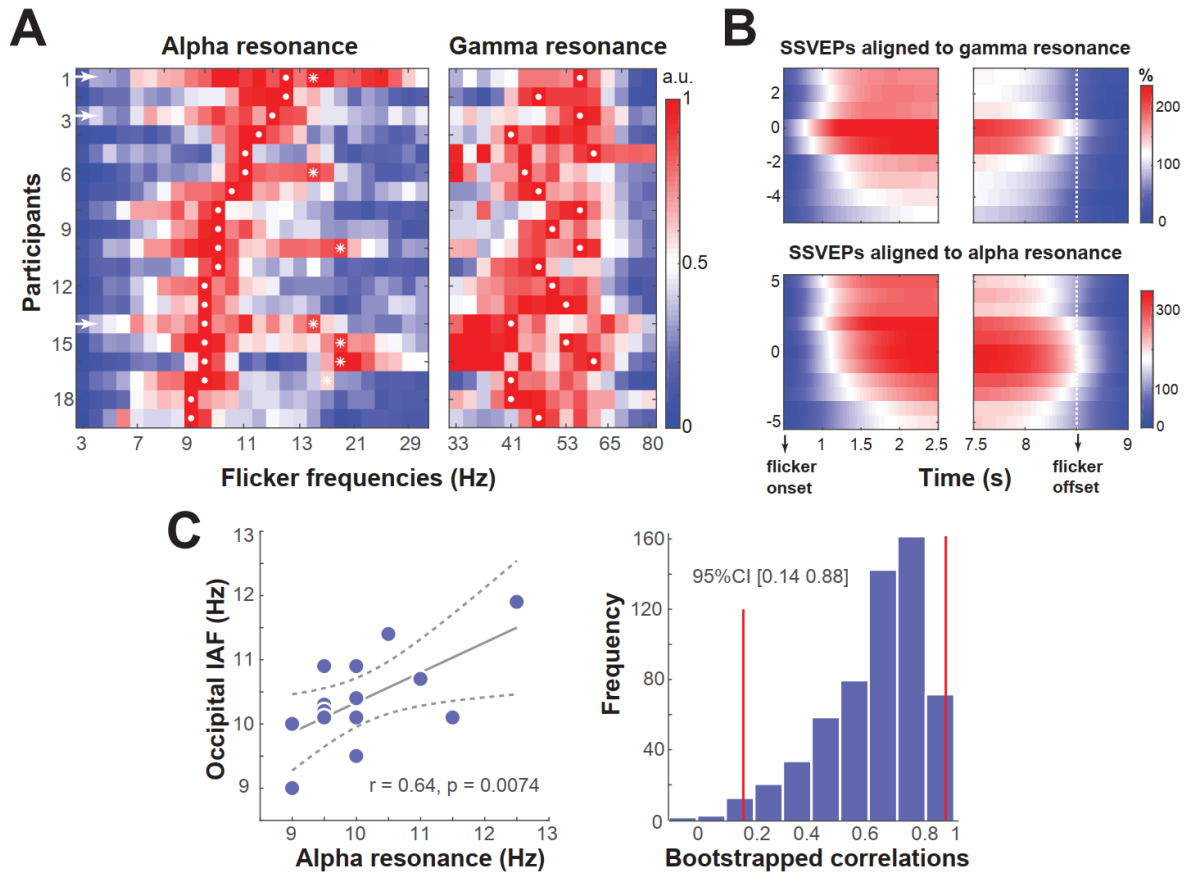 A
Alpha resonance
Gamma resonance
Participants
1
3
6
9
12
15
18
3 7 9 11 13 21 29
33 41 53 65 80
Flicker frequencies (Hz)
a.u.
1
0.5
0
B
SSVEPs aligned to gamma resonance
2
0
-2
-4
%
200
100
0
SSVEPs aligned to alpha resonance
5
0
-5
300
100
0
1 1.5 2 2.5
7.5 8 9
flicker
onset
Time (s)
flicker
offset
C
Occipital IAF (Hz)
13
12
11
10
9
r = 0.64, p = 0.0074
9 10 11 12 13
Alpha resonance (Hz)
Frequency
160
120
80
40
0
95%CI [0.14 0.88]
0 0.2 0.4 0.6 0.8 1
Bootstrapped correlations